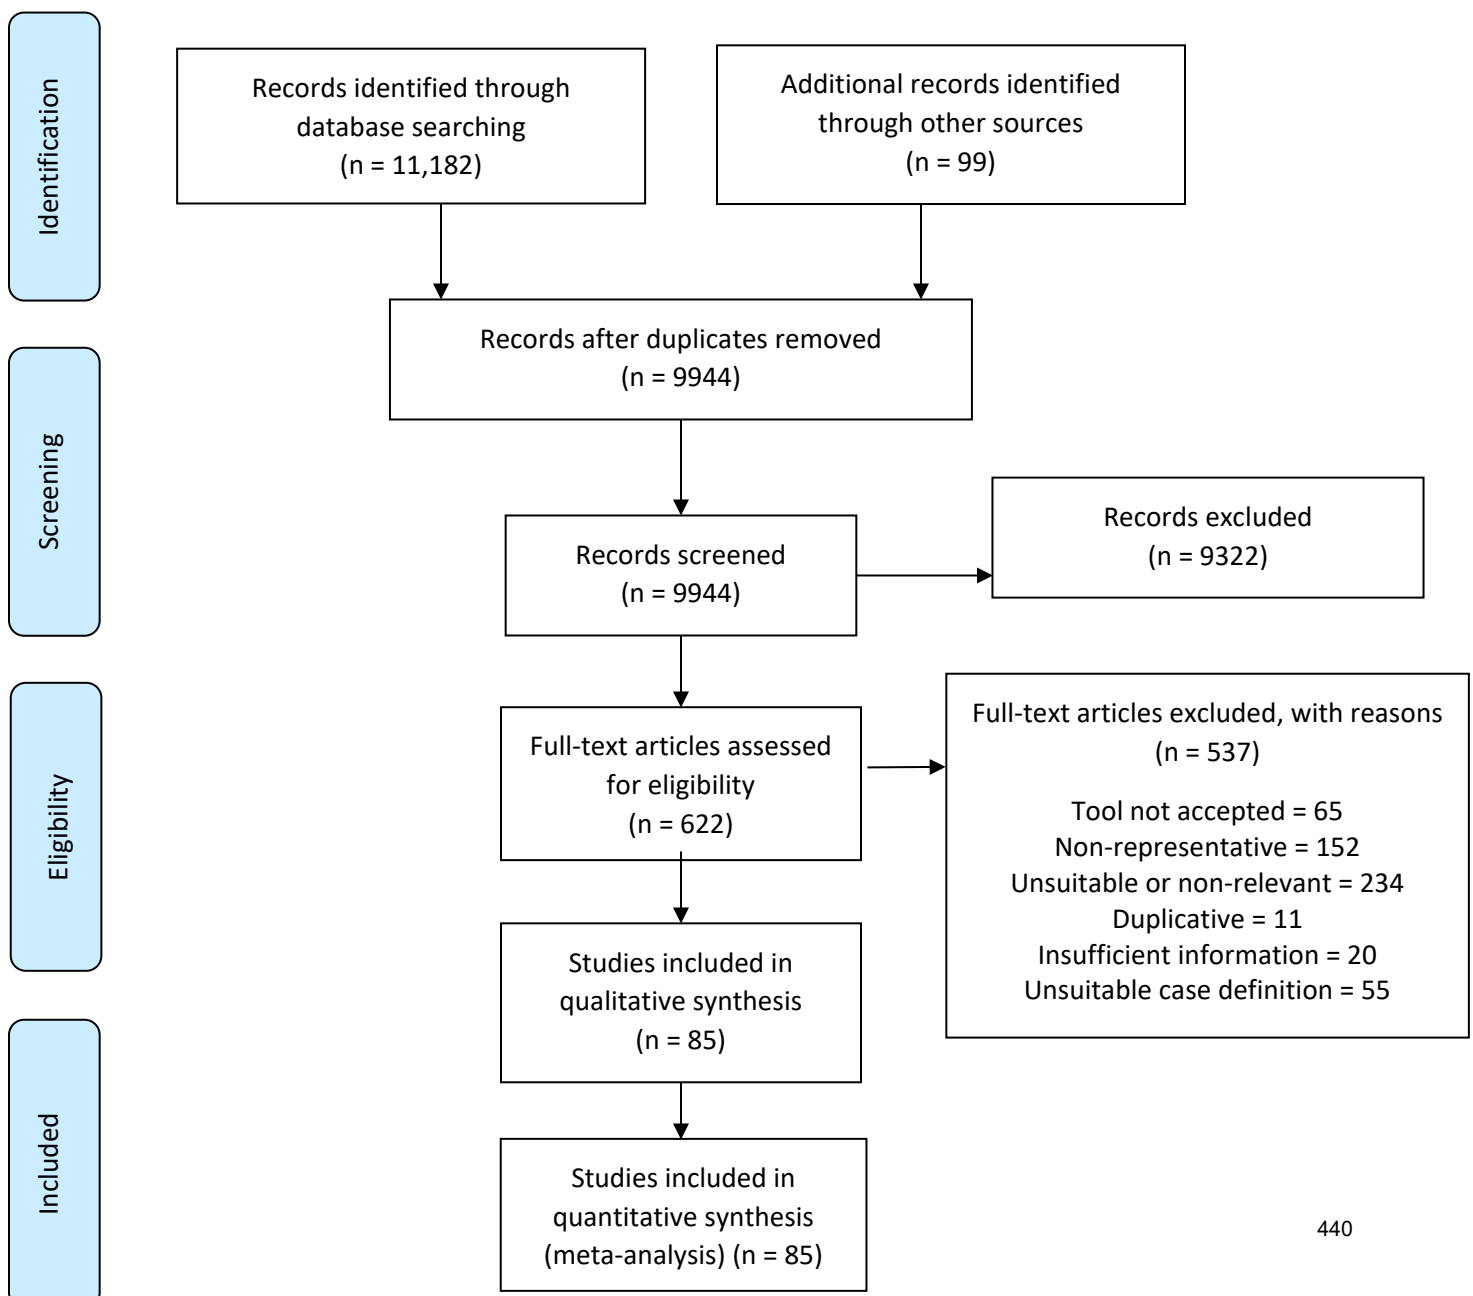 Identification
Records identified through
database searching
(n = 11,182)
Additional records identified
through other sources
(n = 99)
Records after duplicates removed
(n = 9944)
Screening
Records screened
(n = 9944)
Records excluded
(n = 9322)
Eligibility
Full-text articles assessed
for eligibility
(n = 622)
Full-text articles excluded, with reasons
(n = 537)
Tool not accepted = 65
Non-representative = 152
Unsuitable or non-relevant = 234
Duplicative = 11
Insufficient information = 20
Unsuitable case definition = 55
Studies included in
qualitative synthesis
(n = 85)
Included
Studies included in
quantitative synthesis
(meta-analysis) (n = 85)
440